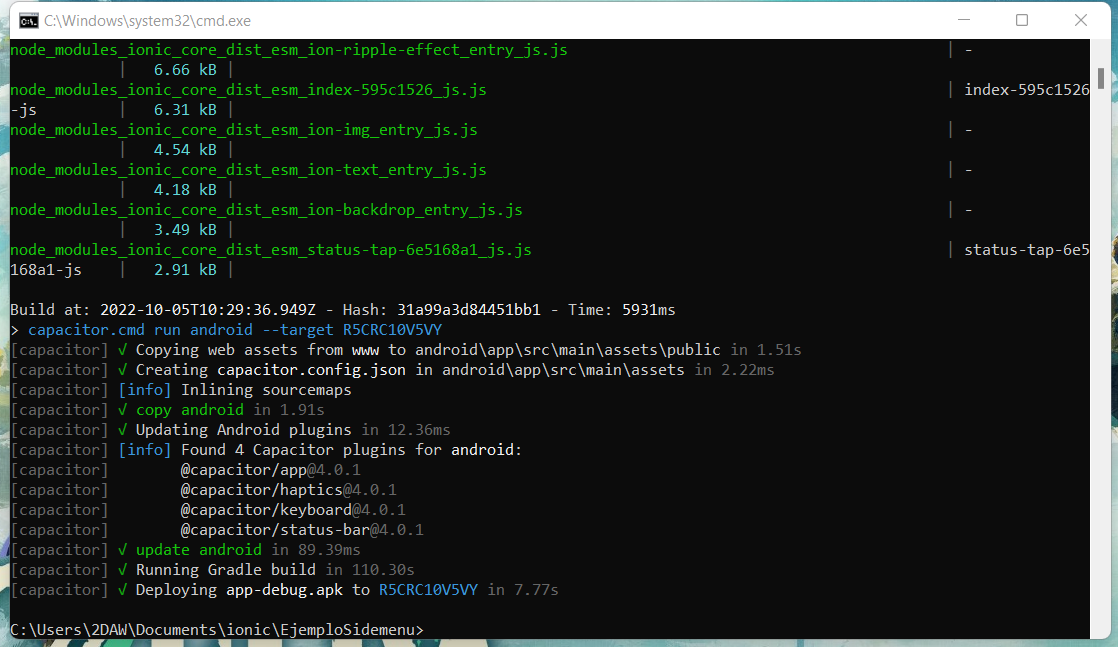 C:\Windows\system32\cmd.exe
node_modules_ionic_core_dist_esm_ion-ripple-effect_entry_js.js | -
| 6.66 kB |
node_modules_ionic_core_dist_esm_index-595c1526_js.js | index-595c1526
-js | 6.31 kB |
node_modules_ionic_core_dist_esm_ion-img_entry_js.js | -
| 4.54 kB |
node_modules_ionic_core_dist_esm_ion-text_entry_js.js | -
| 4.18 kB |
node_modules_ionic_core_dist_esm_ion-backdrop_entry_js.js | -
| 3.49 kB |
node_modules_ionic_core_dist_esm_status-tap-6e5168a1_js.js | status-tap-6e5
168a1-js | 2.91 kB |
Build at: 2022-10-05T10:29:36.949Z - Hash: 31a99a3d84451bb1 - Time: 5931ms
> capacitor.cmd run android --target R5CRC10V5VY
[capacitor] √ Copying web assets from www to android\app\src\main\assets\public in 1.51s
[capacitor] √ Creating capacitor.config.json in android\app\src\main\assets in 2.22ms
[capacitor] [info] Inlining sourcemaps
[capacitor] √ copy android in 1.91s
[capacitor] √ Updating Android plugins in 12.36ms
[capacitor] [info] Found 4 Capacitor plugins for android:
[capacitor] @capacitor/app@4.0.1
[capacitor] @capacitor/haptics@4.0.1
[capacitor] @capacitor/keyboard@4.0.1
[capacitor] @capacitor/status-bar@4.0.1
[capacitor] √ update android in 89.39ms
[capacitor] √ Running Gradle build in 110.30s
[capacitor] √ Deploying app-debug.apk to R5CRC10V5VY in 7.77s
C:\Users\2DAW\Documents\ionic\EjemploSidemenu>